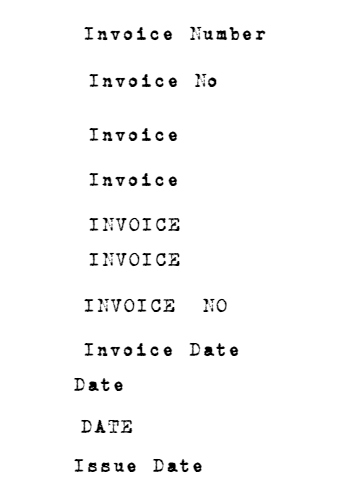 Invoice Number
Invoice No
Invoice
Invoice
INVOICE
INVOICE
INVOICE NO
Invoice Date
Date
DATE
Issue Date